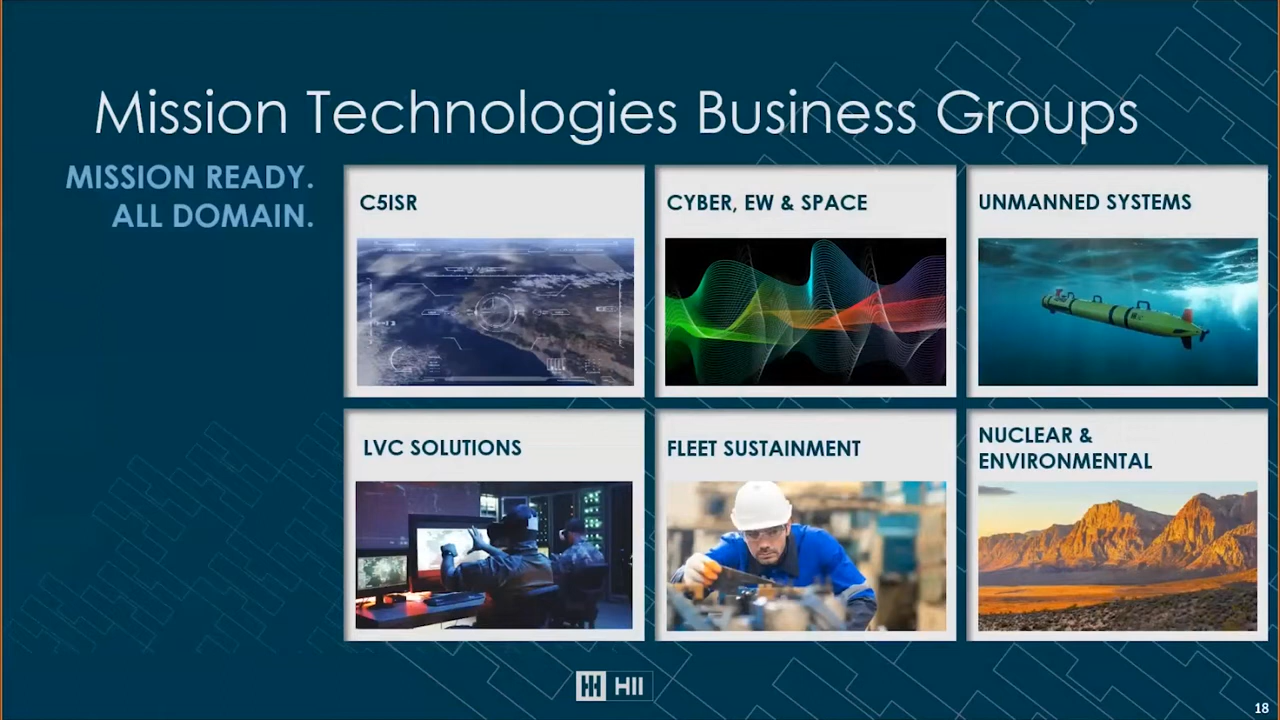 Mission Technologies Business Groups
MISSION READY.
ALL DOMAIN.
C5ISR
CYBER, EW & SPACE
UNMANNED SYSTEMS
LVC SOLUTIONS
FLEET SUSTAINMENT
NUCLEAR &
ENVIRONMENTAL
HII
18